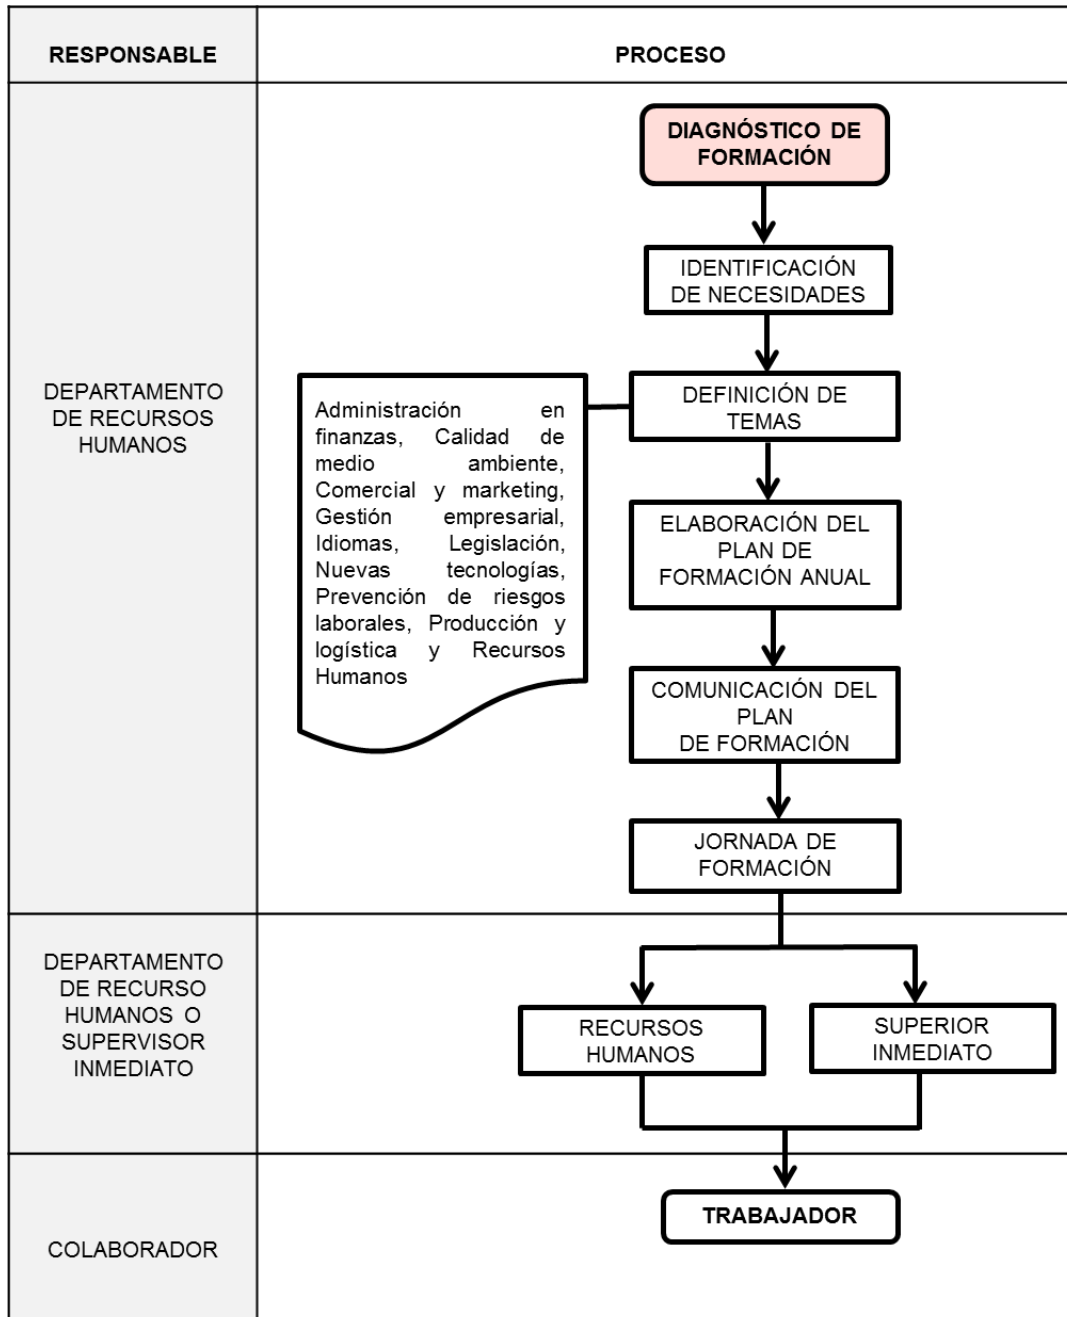 RESPONSABLE
PROCESO
DIAGNÓSTICO DE
FORMACIÓN
IDENTIFICACIÓN
DE NECESIDADES
DEPARTAMENTO
DE RECURSOS
HUMANOS
DEFINICIÓN DE
TEMAS
Administración en
finanzas, Calidad de
medio ambiente,
Comercial y marketing,
Gestión empresarial,
Idiomas, Legislación,
Nuevas tecnologías,
Prevención de riesgos
laborales, Producción y
logística y Recursos
Humanos
ELABORACIÓN DEL
PLAN DE
FORMACIÓN ANUAL
COMUNICACIÓN DEL
PLAN
DE FORMACIÓN
JORNADA DE
FORMACIÓN
DEPARTAMENTO
DE RECURSO
HUMANOS O
SUPERVISOR
INMEDIATO
RECURSOS
HUMANOS
SUPERIOR
INMEDIATO
COLABORADOR
TRABAJADOR